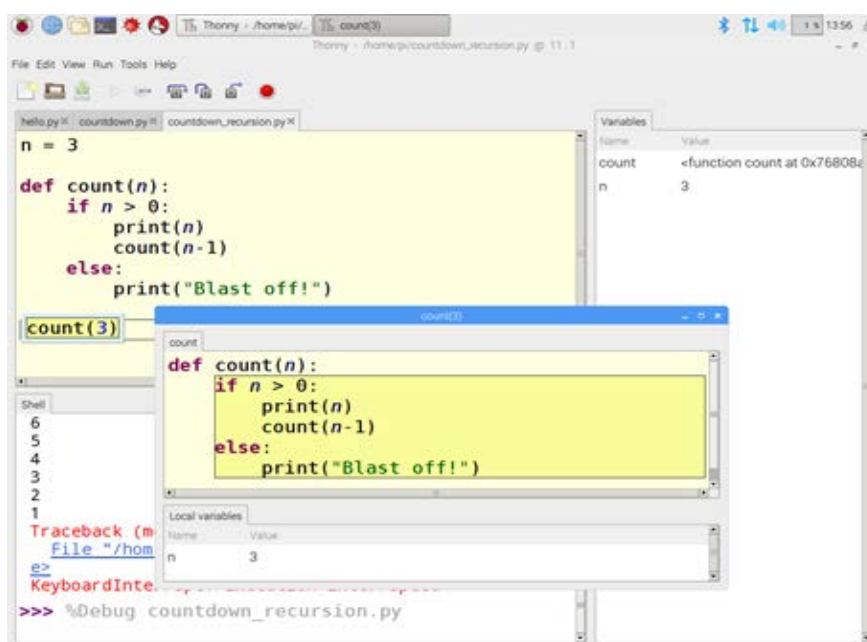 Thonny - /home/pi/.. count(3) 1 % 13:56
Thonny - /home/pi/countdown_recursion.py @ 11 : 1
File Edit View Run Tools Help
hello.py countdown.py countdown_recursion.py
n = 3
def count(n):
if n > 0:
print(n)
count(n-1)
else:
print("Blast off!")
count(3)
Variables
Name Value
count <function count at 0x76808a
n 3
count(3)
count
def count(n):
if n > 0:
print(n)
count(n-1)
else:
print("Blast off!")
Local variables
Name Value
n 3
Shell
6
5
4
3
2
1
Traceback (m
File "/hom
e>
KeyboardInte
>>> %Debug countdown_recursion.py